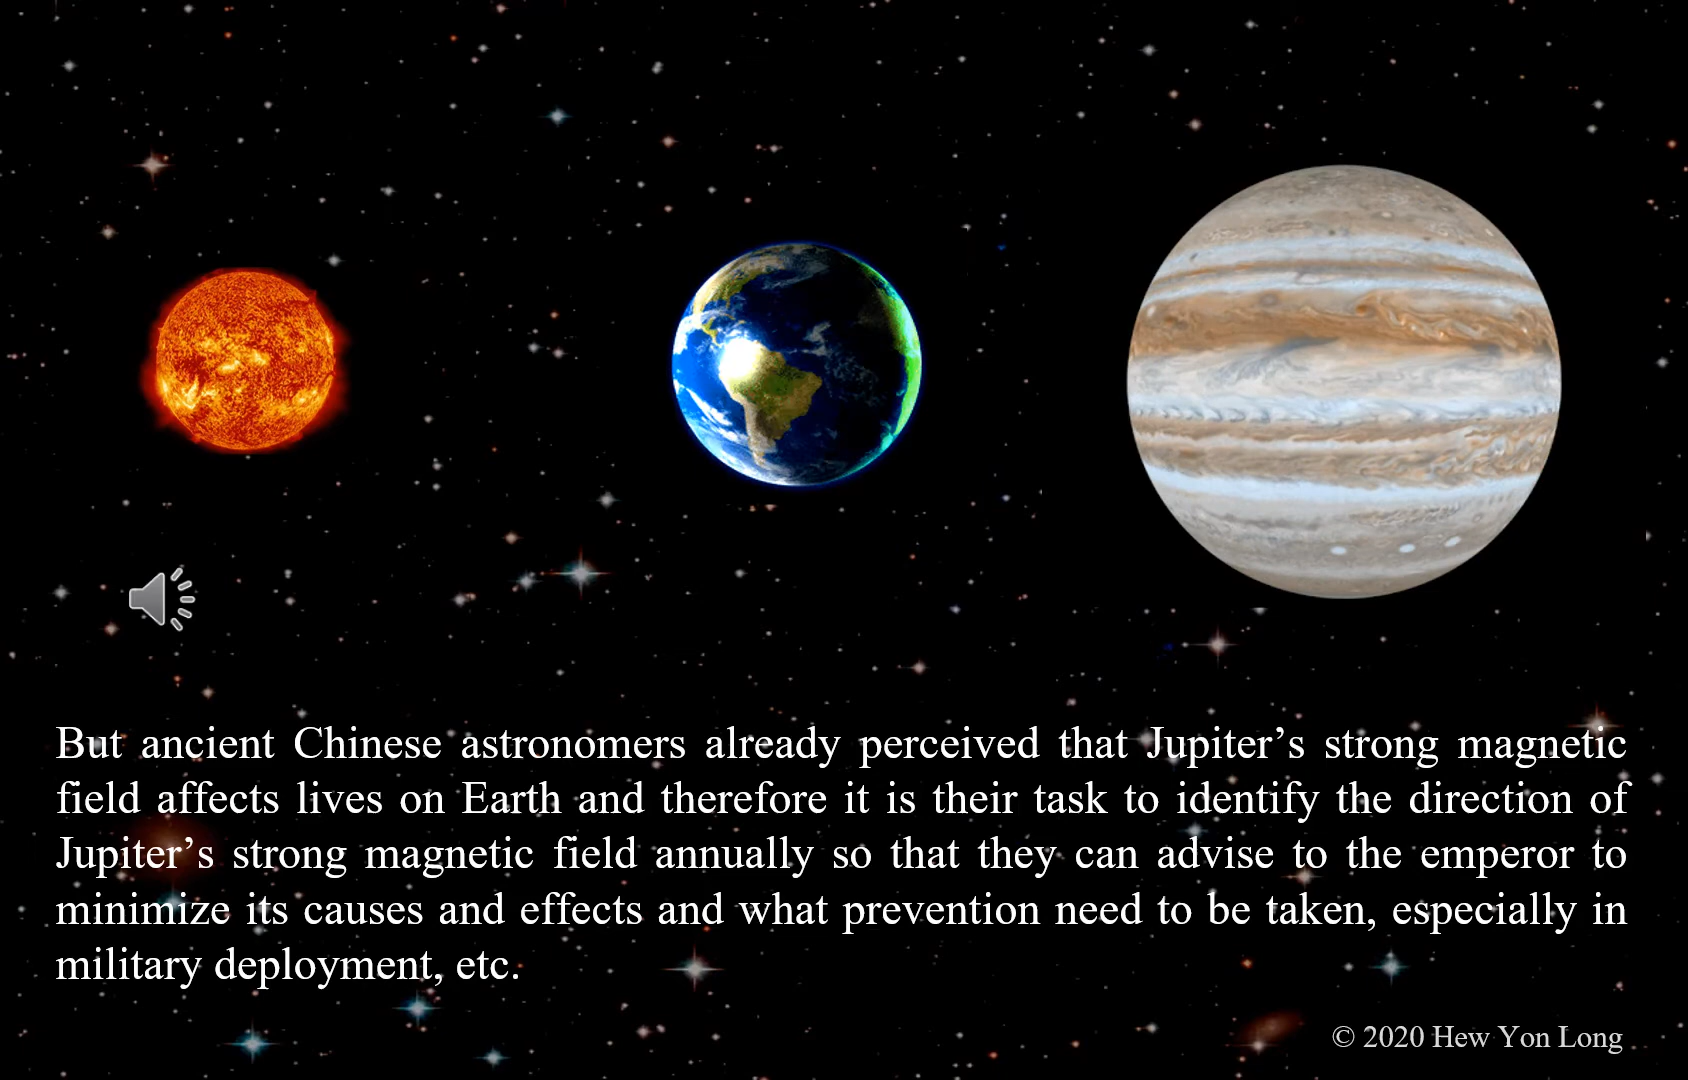 But ancient Chinese astronomers already perceived that Jupiter’s strong magnetic
field affects lives on Earth and therefore it is their task to identify the direction of
Jupiter’s strong magnetic field annually so that they can advise to the emperor to
minimize its causes and effects and what prevention need to be taken, especially in
military deployment, etc.
© 2020 Hew Yon Long